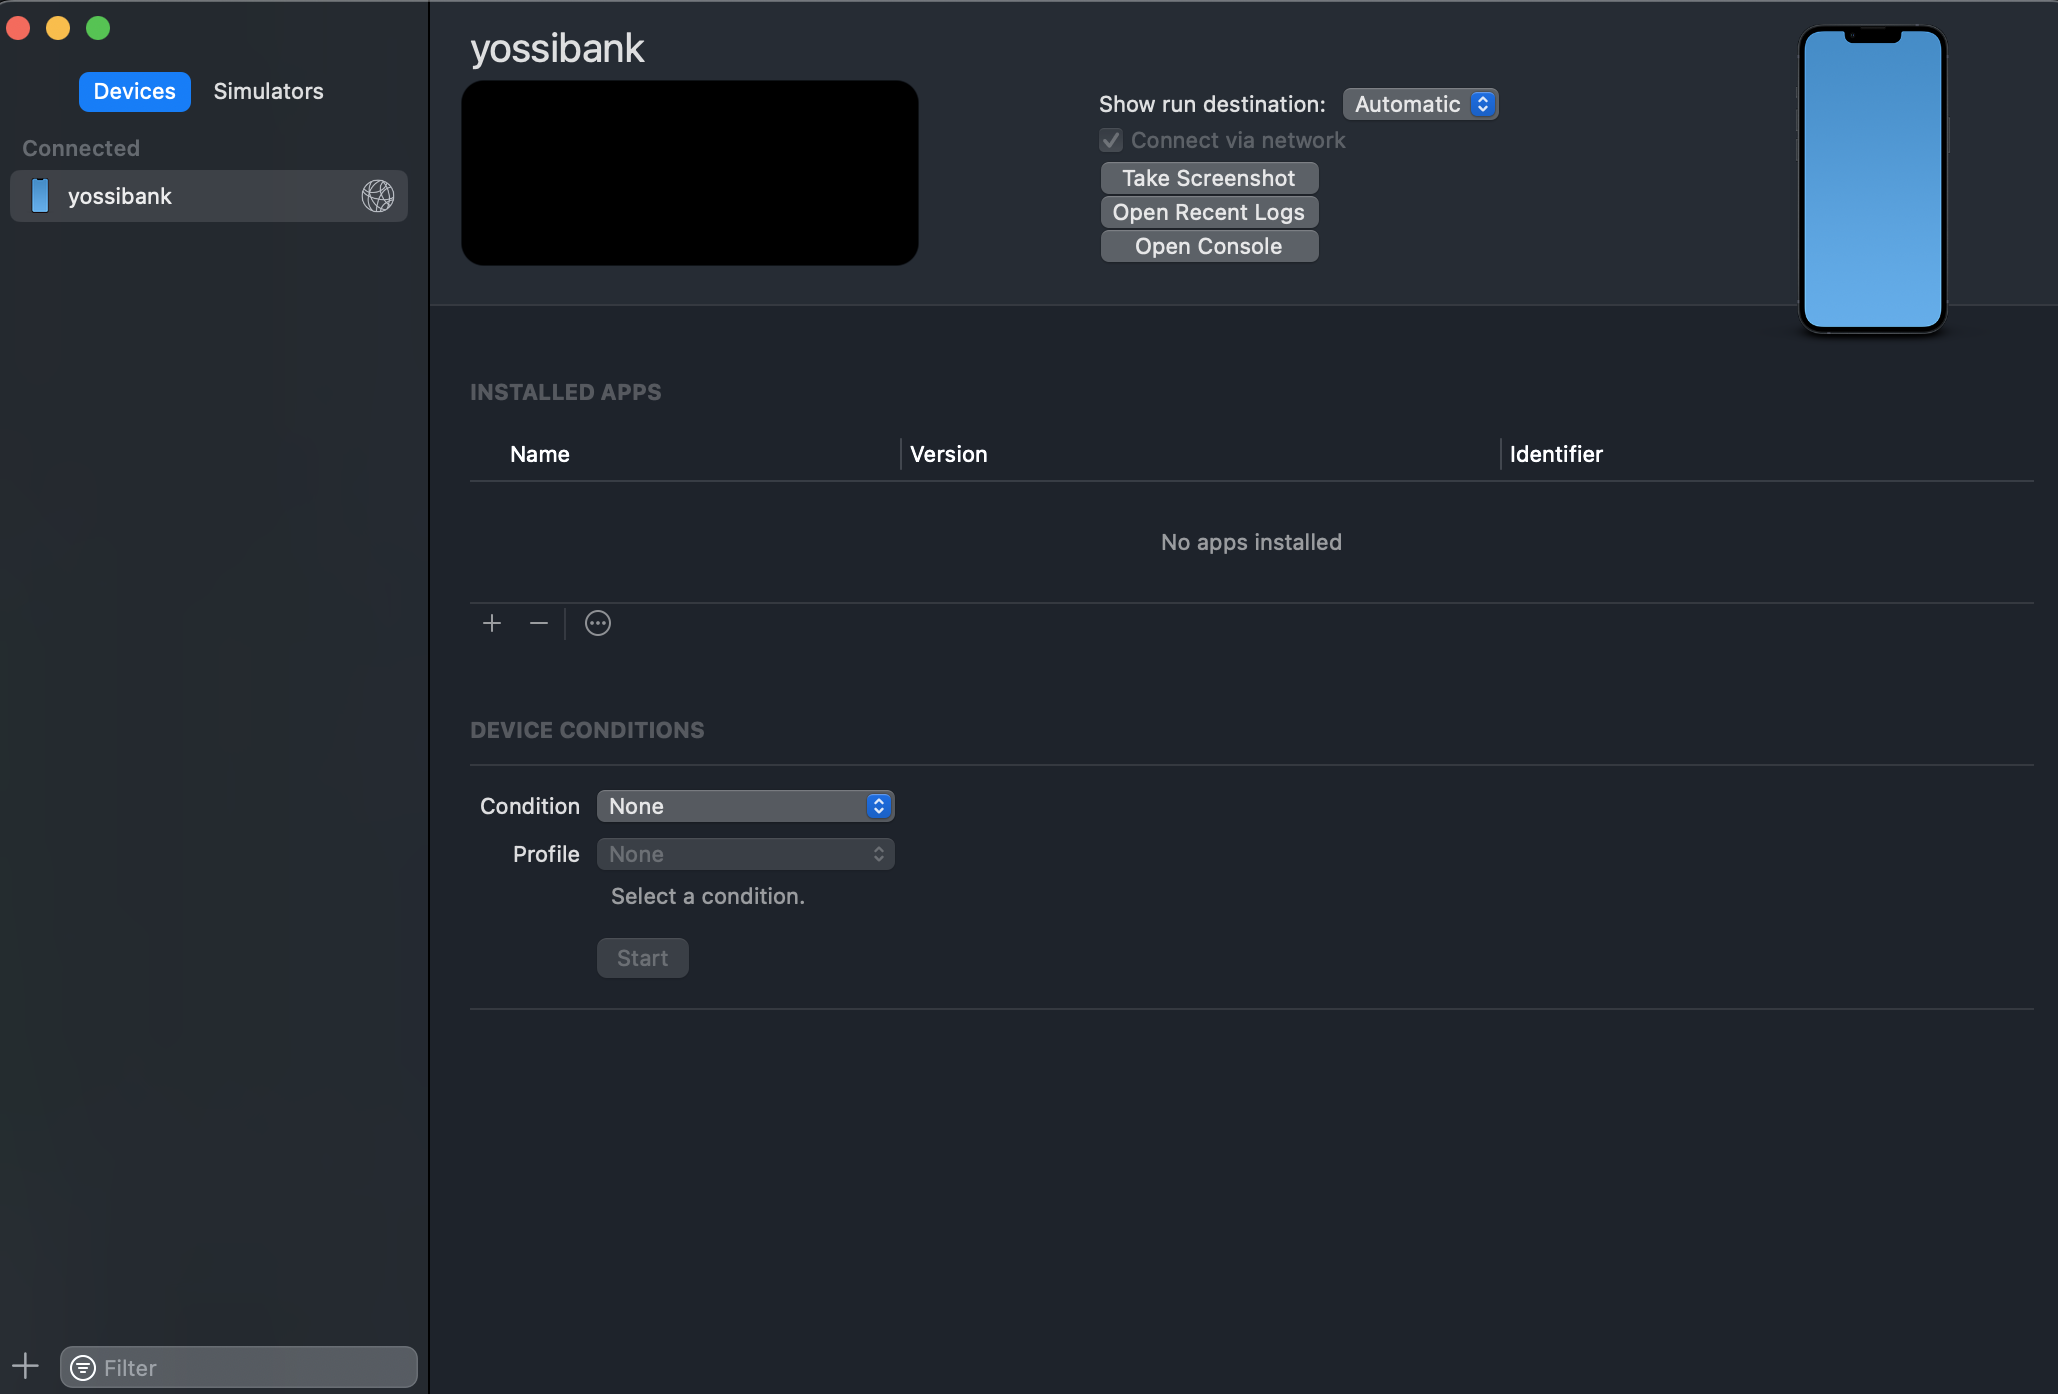 Devices
Simulators
Connected
yossibank
Filter
yossibank
Show run destination: Automatic
Connect via network
Take Screenshot
Open Recent Logs
Open Console
INSTALLED APPS
Name Version Identifier
No apps installed
DEVICE CONDITIONS
Condition None
Profile None
Select a condition.
Start